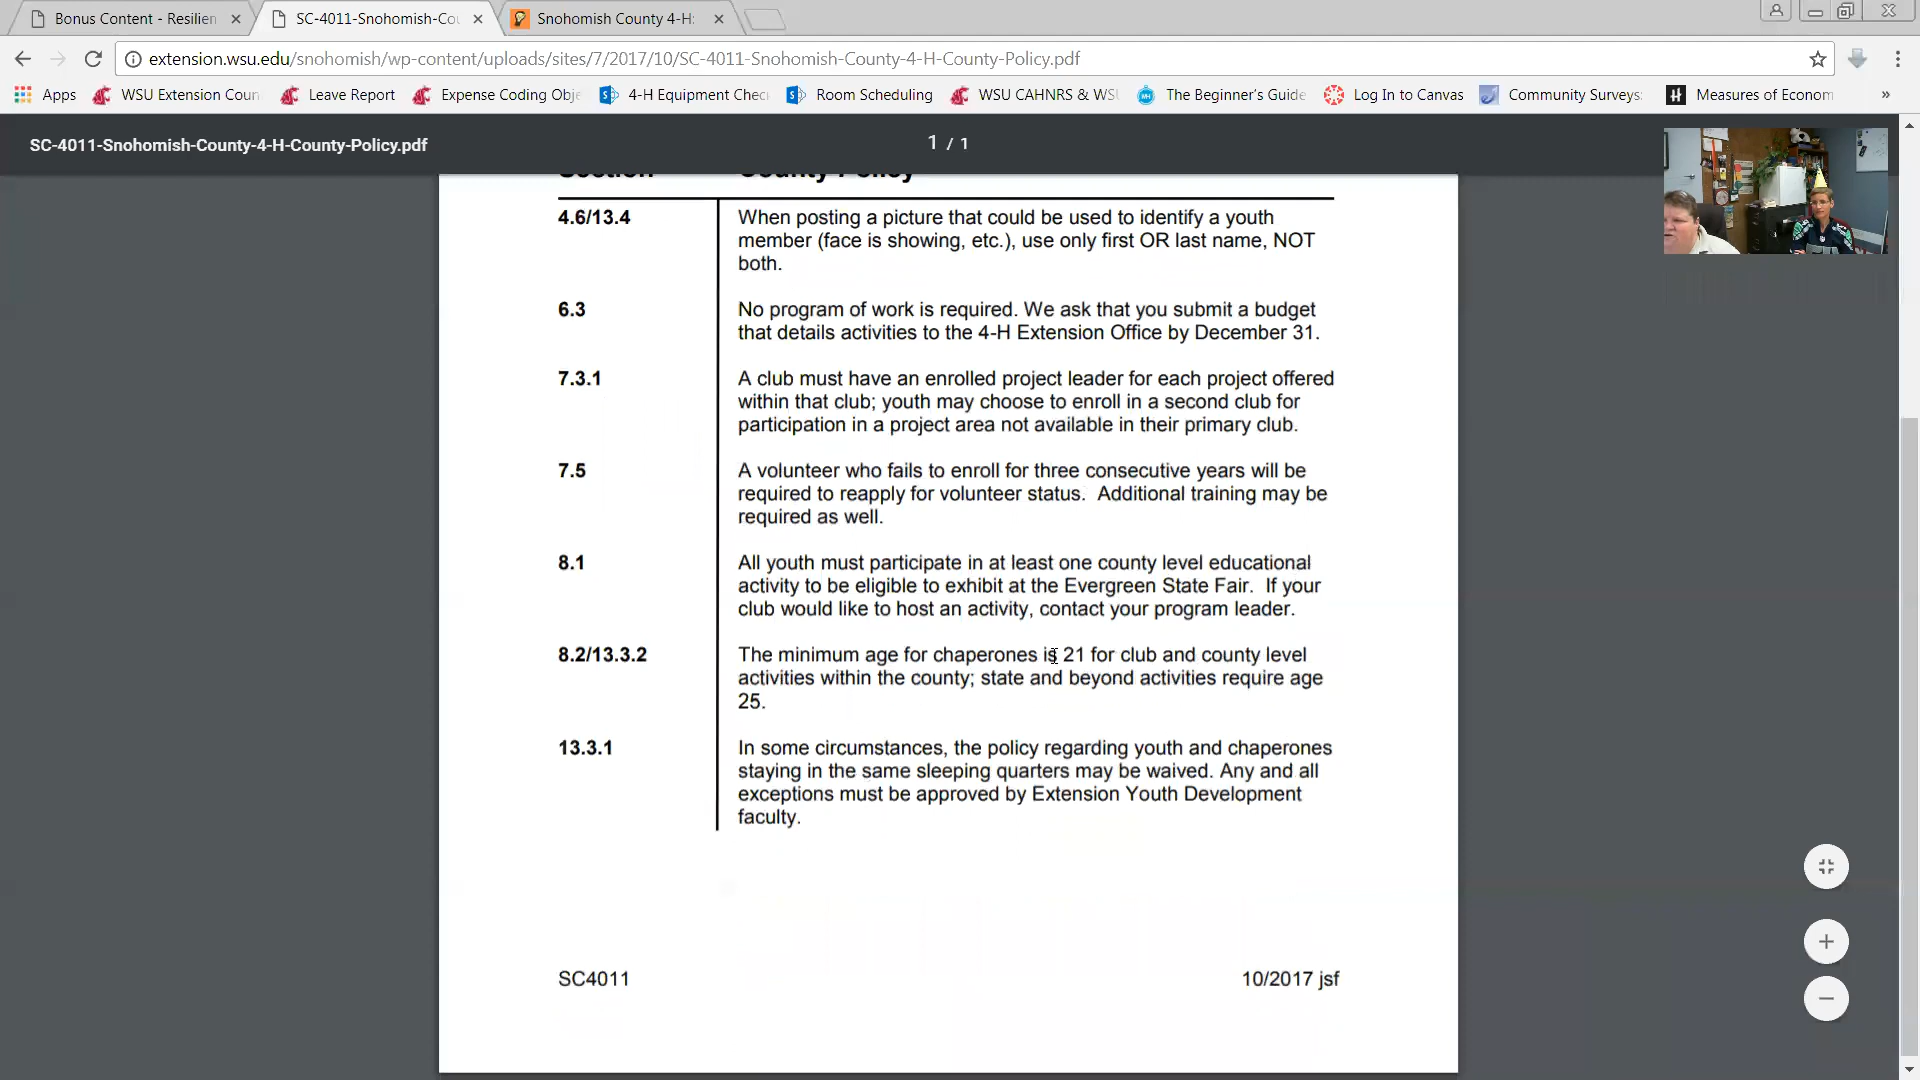 Bonus Content - Resilien
SC-4011-Snohomish-Cou
Snohomish County 4-H:
extension.wsu.edu/snohomish/wp-content/uploads/sites/7/2017/10/SC-4011-Snohomish-County-4-H-County-Policy.pdf
Apps WSU Extension Coun Leave Report Expense Coding Obje 4-H Equipment Chec Room Scheduling WSU CAHNRS & WSU The Beginner's Guide Log In to Canvas Community Surveys: Measures of Econom »
SC-4011-Snohomish-County-4-H-County-Policy.pdf
1 / 1
Section County Policy
4.6/13.4 When posting a picture that could be used to identify a youth
member (face is showing, etc.), use only first OR last name, NOT
both.
6.3 No program of work is required. We ask that you submit a budget
that details activities to the 4-H Extension Office by December 31.
7.3.1 A club must have an enrolled project leader for each project offered
within that club; youth may choose to enroll in a second club for
participation in a project area not available in their primary club.
7.5 A volunteer who fails to enroll for three consecutive years will be
required to reapply for volunteer status. Additional training may be
required as well.
8.1 All youth must participate in at least one county level educational
activity to be eligible to exhibit at the Evergreen State Fair. If your
club would like to host an activity, contact your program leader.
8.2/13.3.2 The minimum age for chaperones is 21 for club and county level
activities within the county; state and beyond activities require age
25.
13.3.1 In some circumstances, the policy regarding youth and chaperones
staying in the same sleeping quarters may be waived. Any and all
exceptions must be approved by Extension Youth Development
faculty.
SC4011 10/2017 jsf